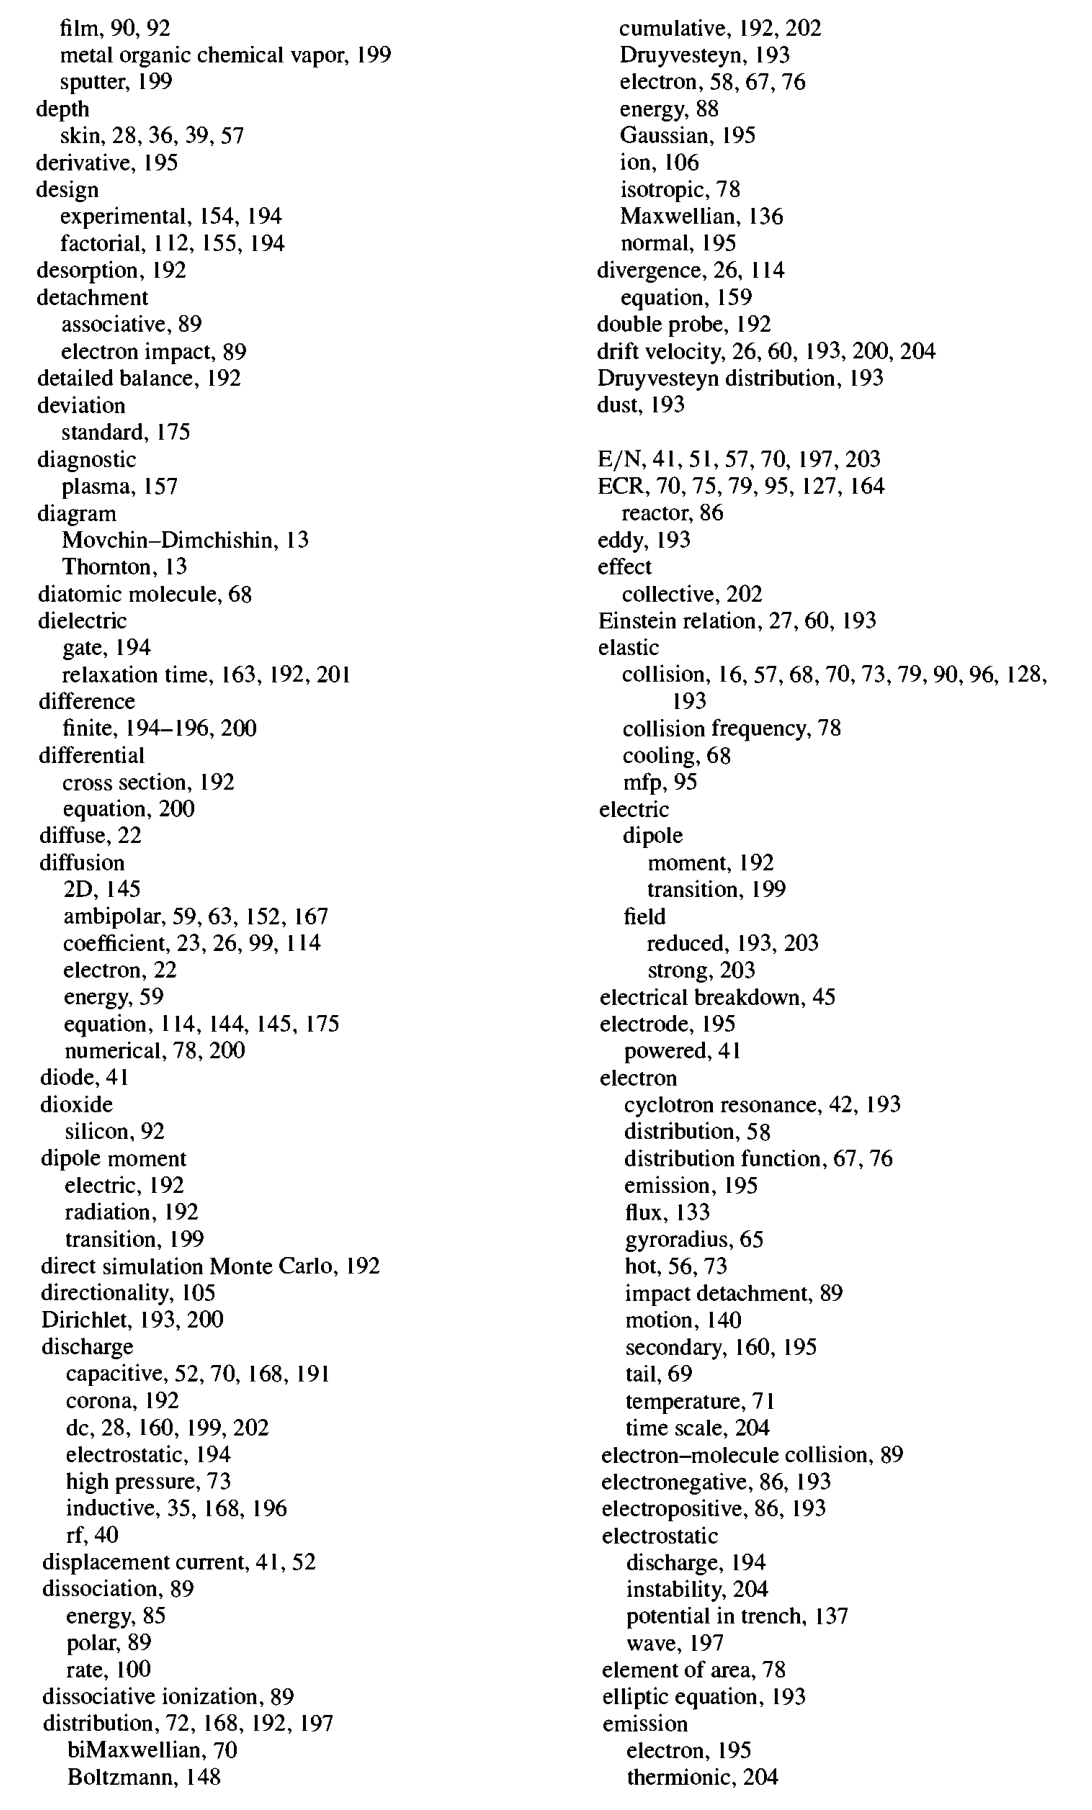 film, 90, 92
metal organic chemical vapor, 199
sputter, 199
depth
skin, 28, 36, 39, 57
derivative, 195
design
experimental, 154, 194
factorial, 112, 155, 194
desorption, 192
detachment
associative, 89
electron impact, 89
detailed balance, 192
deviation
standard, 175
diagnostic
plasma, 157
diagram
Movchin–Dimchishin, 13
Thornton, 13
diatomic molecule, 68
dielectric
gate, 194
relaxation time, 163, 192, 201
difference
finite, 194–196, 200
differential
cross section, 192
equation, 200
diffuse, 22
diffusion
2D, 145
ambipolar, 59, 63, 152, 167
coefficient, 23, 26, 99, 114
electron, 22
energy, 59
equation, 114, 144, 145, 175
numerical, 78, 200
diode, 41
dioxide
silicon, 92
dipole moment
electric, 192
radiation, 192
transition, 199
direct simulation Monte Carlo, 192
directionality, 105
Dirichlet, 193, 200
discharge
capacitive, 52, 70, 168, 191
corona, 192
dc, 28, 160, 199, 202
electrostatic, 194
high pressure, 73
inductive, 35, 168, 196
rf, 40
displacement current, 41, 52
dissociation, 89
energy, 85
polar, 89
rate, 100
dissociative ionization, 89
distribution, 72, 168, 192, 197
biMaxwellian, 70
Boltzmann, 148
cumulative, 192, 202
Druyvesteyn, 193
electron, 58, 67, 76
energy, 88
Gaussian, 195
ion, 106
isotropic, 78
Maxwellian, 136
normal, 195
divergence, 26, 114
equation, 159
double probe, 192
drift velocity, 26, 60, 193, 200, 204
Druyvesteyn distribution, 193
dust, 193
E/N, 41, 51, 57, 70, 197, 203
ECR, 70, 75, 79, 95, 127, 164
reactor, 86
eddy, 193
effect
collective, 202
Einstein relation, 27, 60, 193
elastic
collision, 16, 57, 68, 70, 73, 79, 90, 96, 128,
193
collision frequency, 78
cooling, 68
mfp, 95
electric
dipole
moment, 192
transition, 199
field
reduced, 193, 203
strong, 203
electrical breakdown, 45
electrode, 195
powered, 41
electron
cyclotron resonance, 42, 193
distribution, 58
distribution function, 67, 76
emission, 195
flux, 133
gyroradius, 65
hot, 56, 73
impact detachment, 89
motion, 140
secondary, 160, 195
tail, 69
temperature, 71
time scale, 204
electron–molecule collision, 89
electronegative, 86, 193
electropositive, 86, 193
electrostatic
discharge, 194
instability, 204
potential in trench, 137
wave, 197
element of area, 78
elliptic equation, 193
emission
electron, 195
thermionic, 204